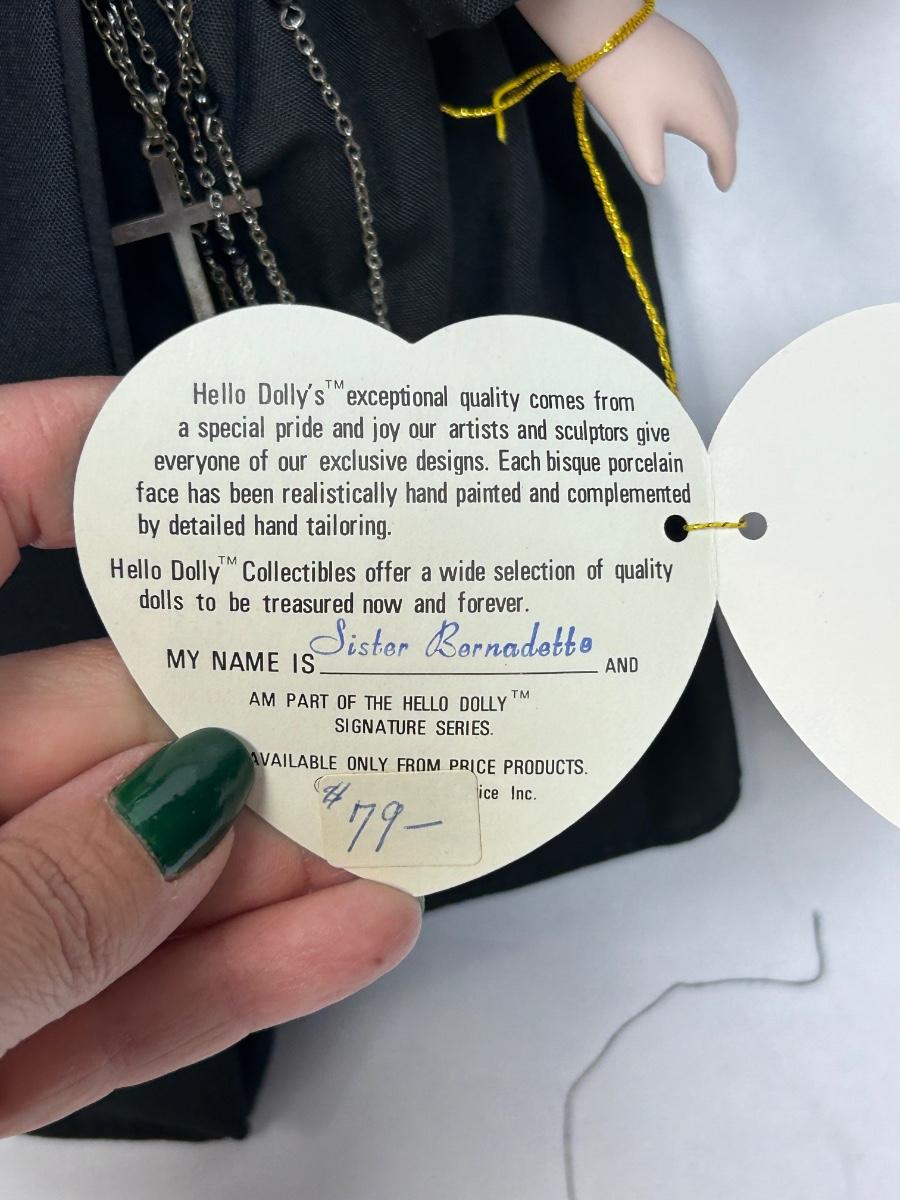 Hello Dolly's™ exceptional quality comes from
a special pride and joy our artists and sculptors give
everyone of our exclusive designs. Each bisque porcelain
face has been realistically hand painted and complemented
by detailed hand tailoring.
Hello Dolly™ Collectibles offer a wide selection of quality
dolls to be treasured now and forever.
MY NAME IS Sister Bernadette AND
AM PART OF THE HELLO DOLLY™
SIGNATURE SERIES.
AVAILABLE ONLY FROM PRICE PRODUCTS.
Inc.
$79—